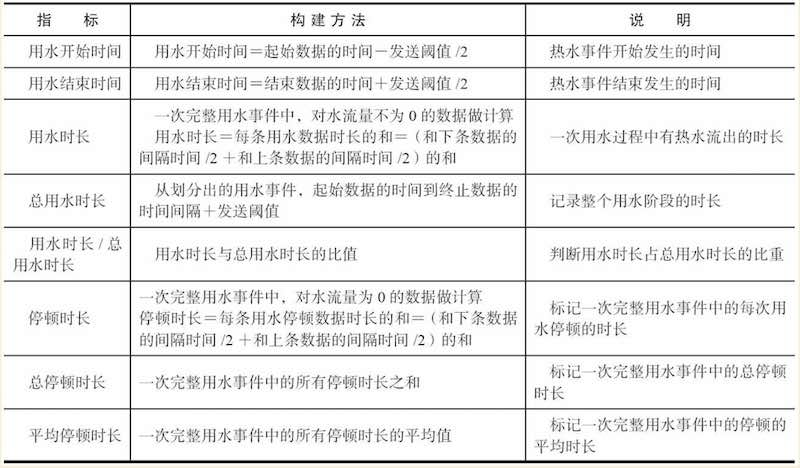 指 标 构 建 方 法 说 明
用水开始时间 用水开始时间＝起始数据的时间－发送阈值 /2 热水事件开始发生的时间
用水结束时间 用水结束时间＝结束数据的时间＋发送阈值 /2 热水事件结束发生的时间
用水时长
一次完整用水事件中，对水流量不为 0 的数据做计算
用水时长＝每条用水数据时长的和＝（和下条数据的
间隔时间 /2 ＋和上条数据的间隔时间 /2）的和
一次用水过程中有热水流出的时长
总用水时长
从划分出的用水事件，起始数据的时间到终止数据的
时间间隔＋发送阈值
记录整个用水阶段的时长
用水时长 / 总
用水时长
用水时长与总用水时长的比值
判断用水时长占总用水时长的比重
停顿时长
一次完整用水事件中，对水流量为 0 的数据做计算
停顿时长＝每条用水停顿数据时长的和＝（和下条数据
的间隔时间 /2 ＋和上条数据的间隔时间 /2）的和
标记一次完整用水事件中的每次用
水停顿的时长
总停顿时长
一次完整用水事件中的所有停顿时长之和
标记一次完整用水事件中的总停顿
时长
平均停顿时长
一次完整用水事件中的所有停顿时长的平均值
标记一次完整用水事件中的停顿的
平均时长